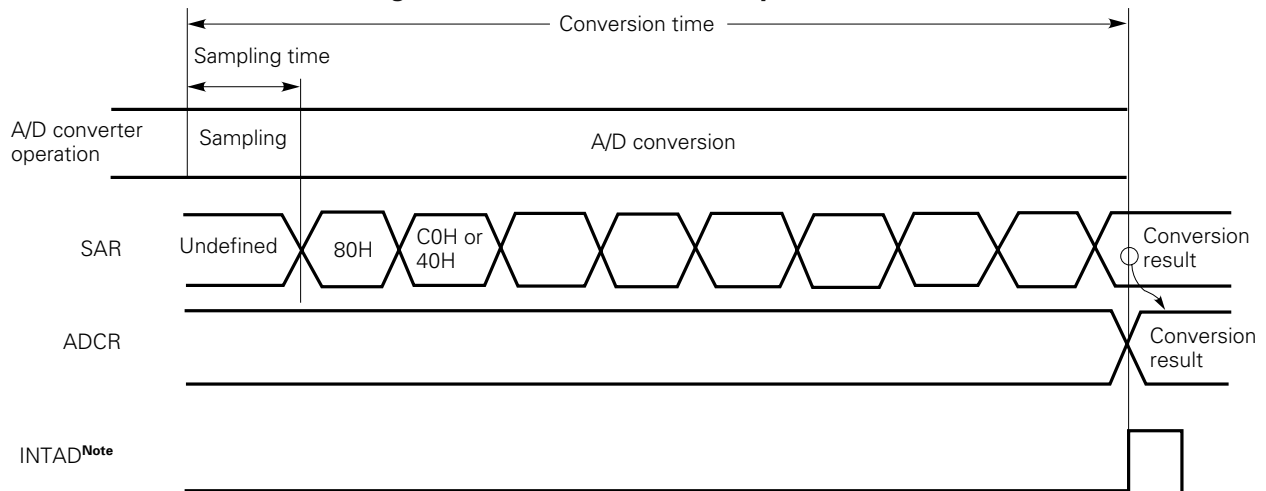 Conversion time
Sampling time
A/D converter
operation
Sampling
A/D conversion
SAR
Undefined
80H
C0H or
40H
Conversion
result
ADCR
Conversion
result
INTADNote